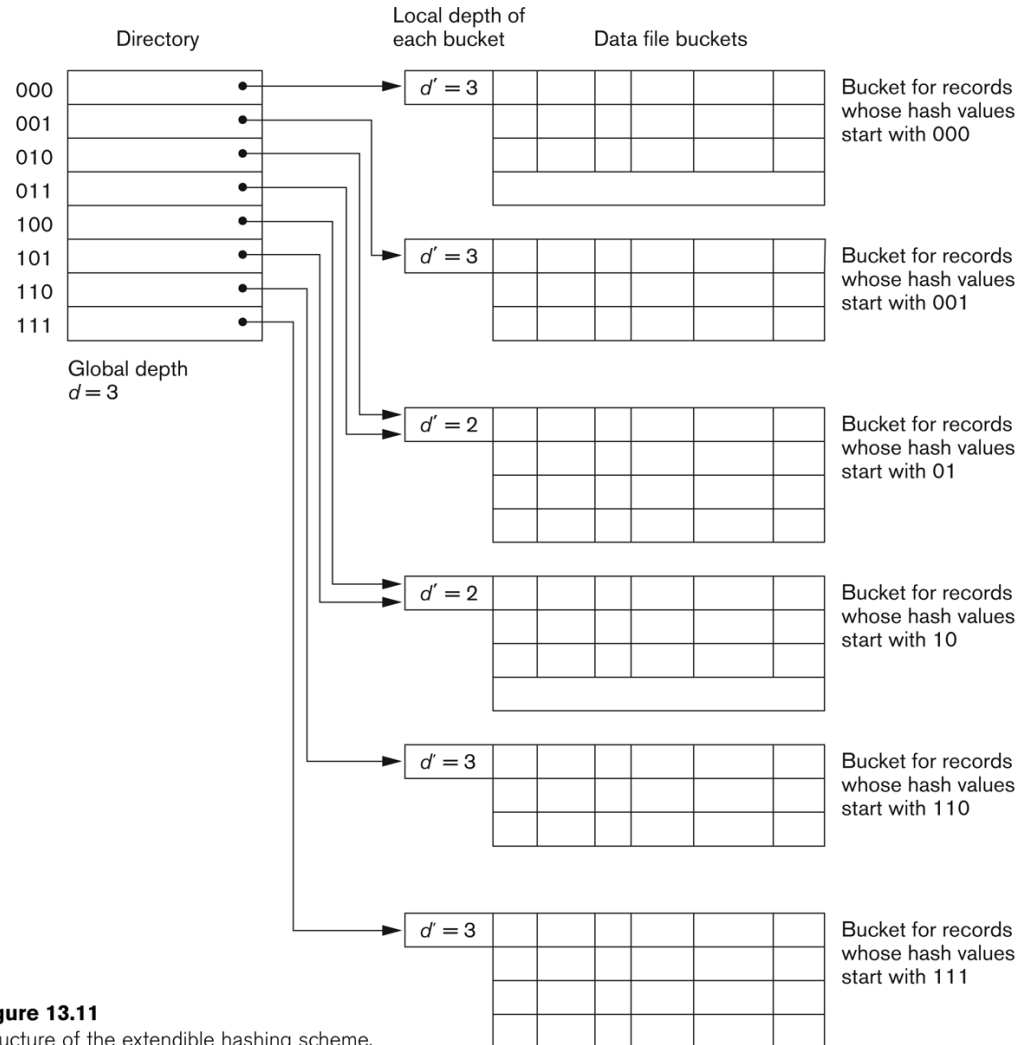 Local depth of
each bucket
Directory
Data file buckets
000
001
010
011
100
101
110
111
Global depth
d = 3
d′ = 3
Bucket for records
whose hash values
start with 000
d′ = 3
Bucket for records
whose hash values
start with 001
d′ = 2
Bucket for records
whose hash values
start with 01
d′ = 2
Bucket for records
whose hash values
start with 10
d′ = 3
Bucket for records
whose hash values
start with 110
d′ = 3
Bucket for records
whose hash values
start with 111
gure 13.11
ucture of the extendible hashing scheme.